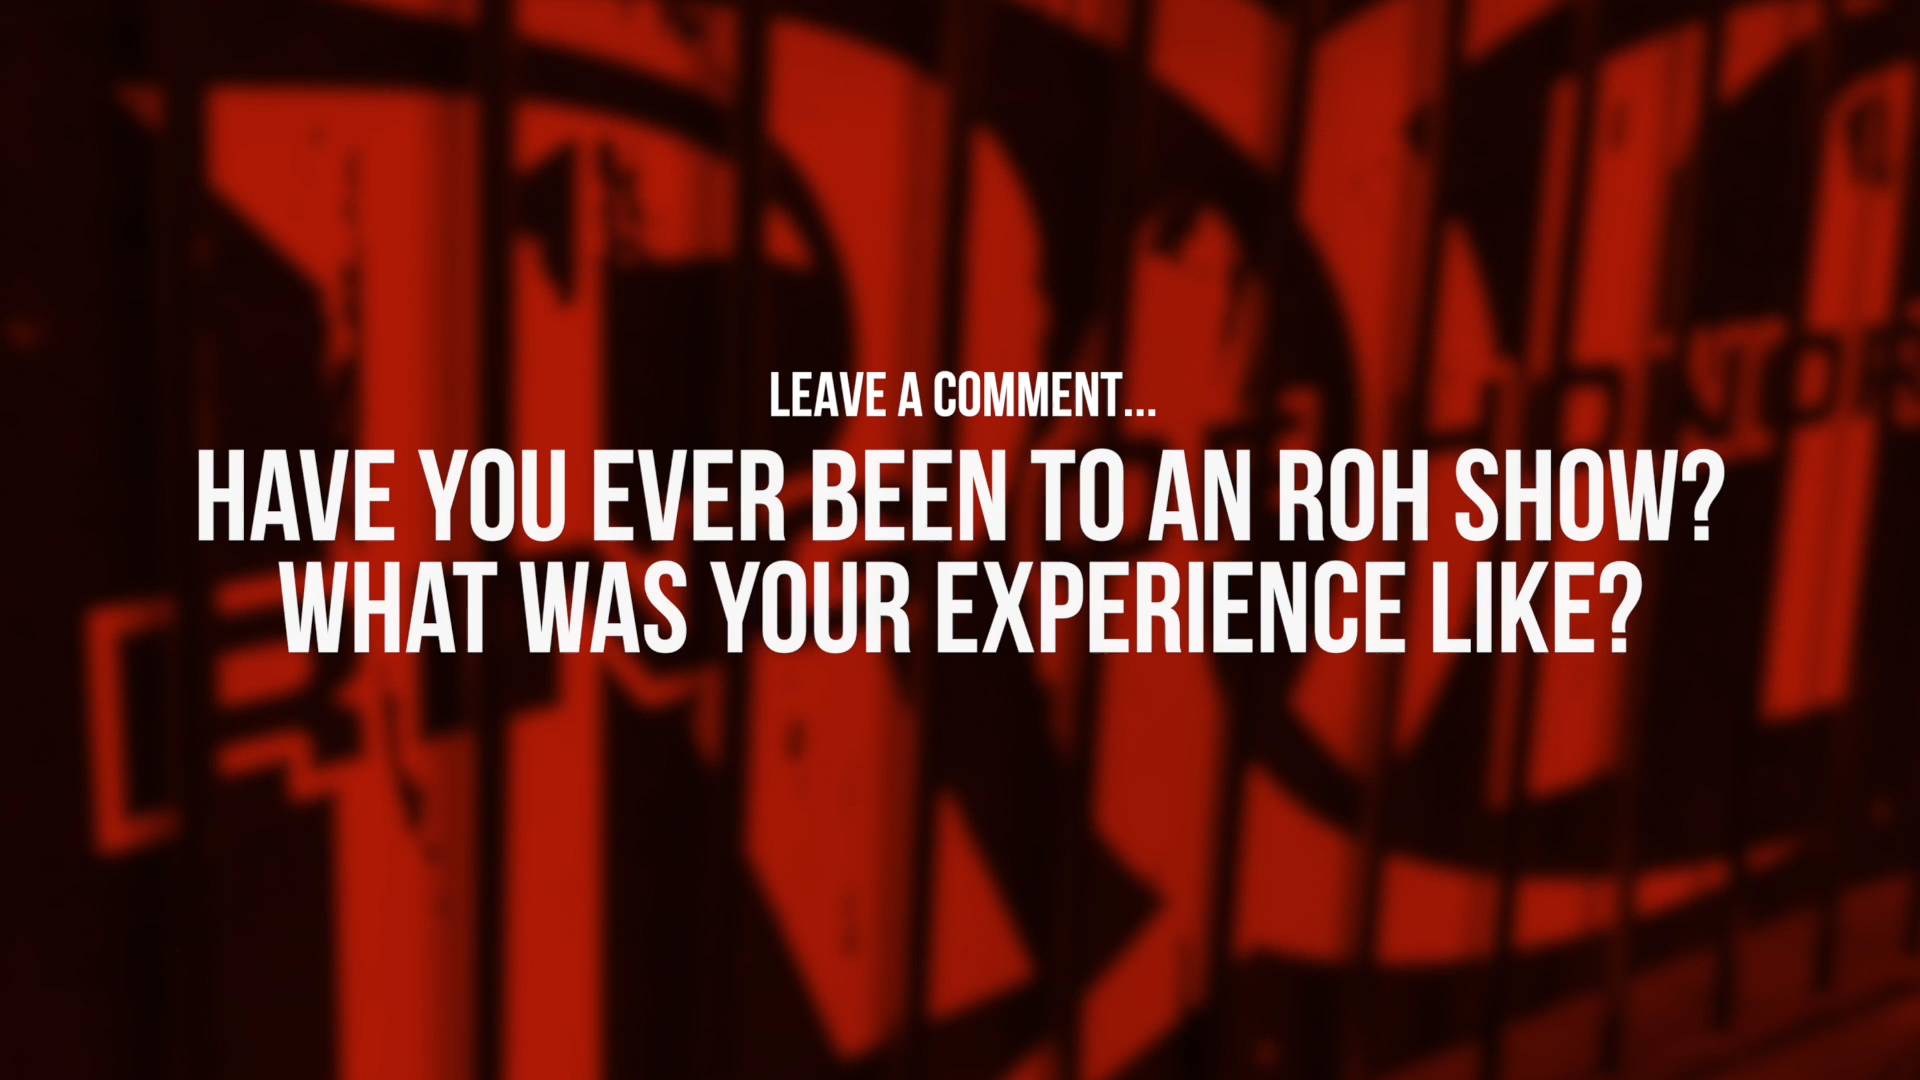 LEAVE A COMMENT...
HAVE YOU EVER BEEN TO AN ROH SHOW?
WHAT WAS YOUR EXPERIENCE LIKE?